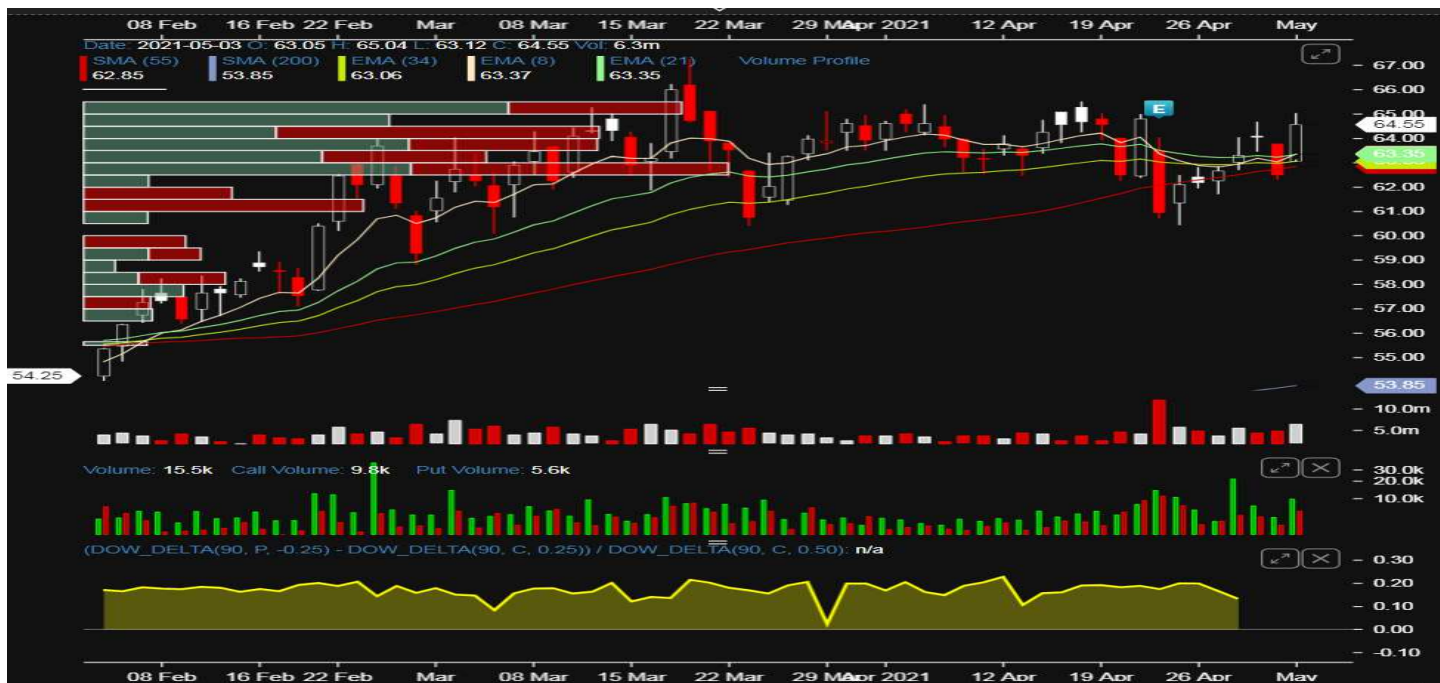 08 Feb 16 Feb 22 Feb Mar 08 Mar 15 Mar 22 Mar 29 Mar Apr 2021 12 Apr 19 Apr 26 Apr May
Date: 2021-05-03 O: 63.05 H: 65.04 L: 63.12 C: 64.55 Vol: 6.3m
SMA (55) SMA (200) EMA (34) EMA (8) EMA (21) Volume Profile
62.85 53.85 63.06 63.37 63.35
67.00
66.00
65.00
E
64.55
64.00
63.35
62.00
61.00
60.00
59.00
58.00
57.00
56.00
55.00
54.25
53.85
10.0m
5.0m
Volume: 15.5k Call Volume: 9.8k Put Volume: 5.6k
30.0k
20.0k
10.0k
(DOW_DELTA(90, P, -0.25) - DOW_DELTA(90, C, 0.25)) / DOW_DELTA(90, C, 0.50): n/a
0.30
0.20
0.10
0.00
-0.10
08 Feb 16 Feb 22 Feb Mar 08 Mar 15 Mar 22 Mar 29 Mar Apr 2021 12 Apr 19 Apr 26 Apr May